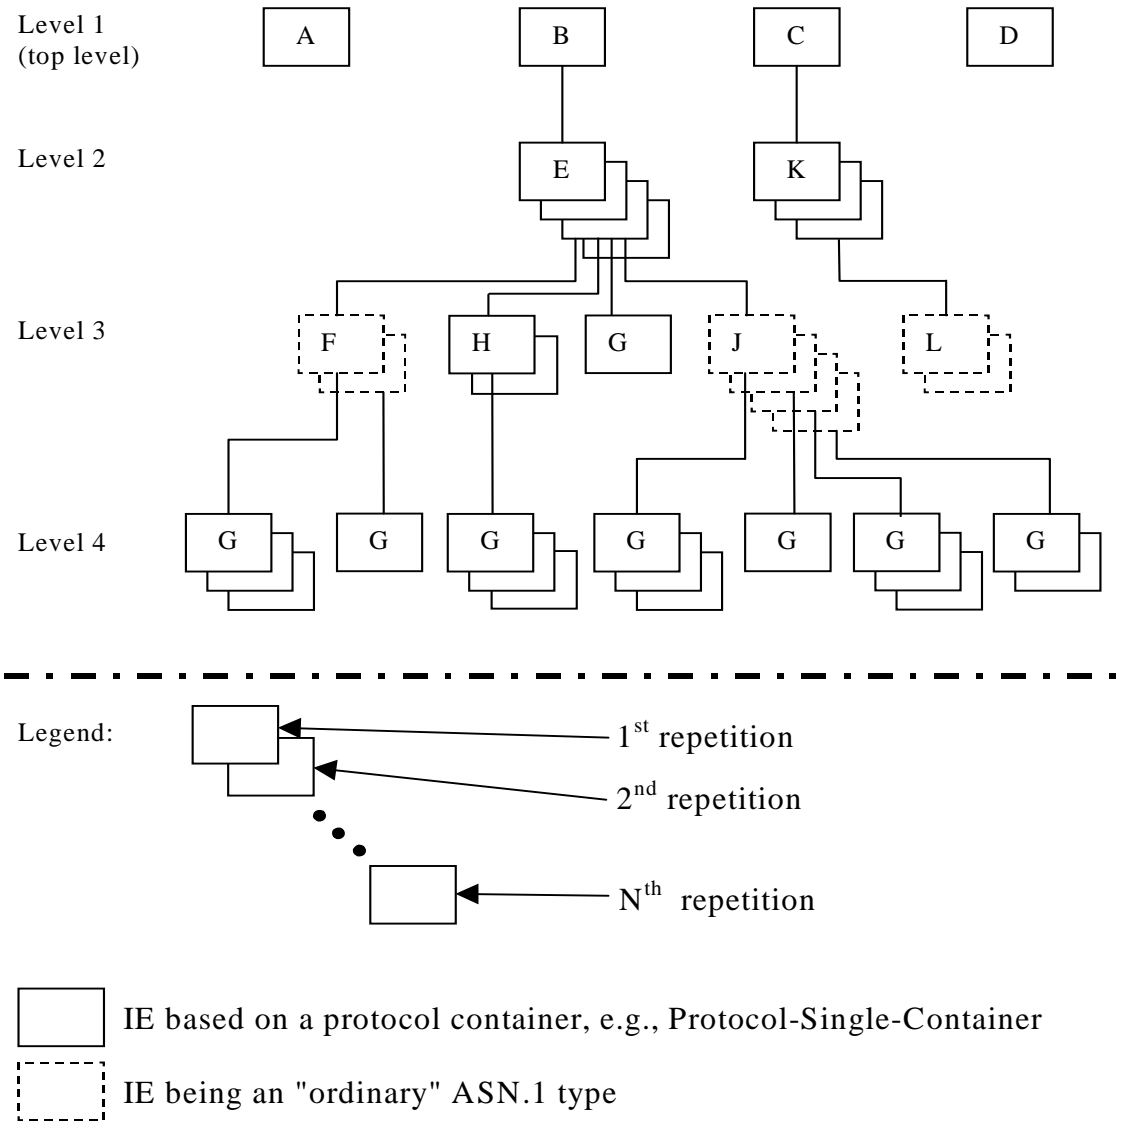 Level 1
(top level)
A
B
C
D
Level 2
E
K
Level 3
F
H
G
J
L
Level 4
G
G
G
G
G
G
G
Legend:
1st repetition
2nd repetition
Nth repetition
IE based on a protocol container, e.g., Protocol-Single-Container
IE being an "ordinary" ASN.1 type